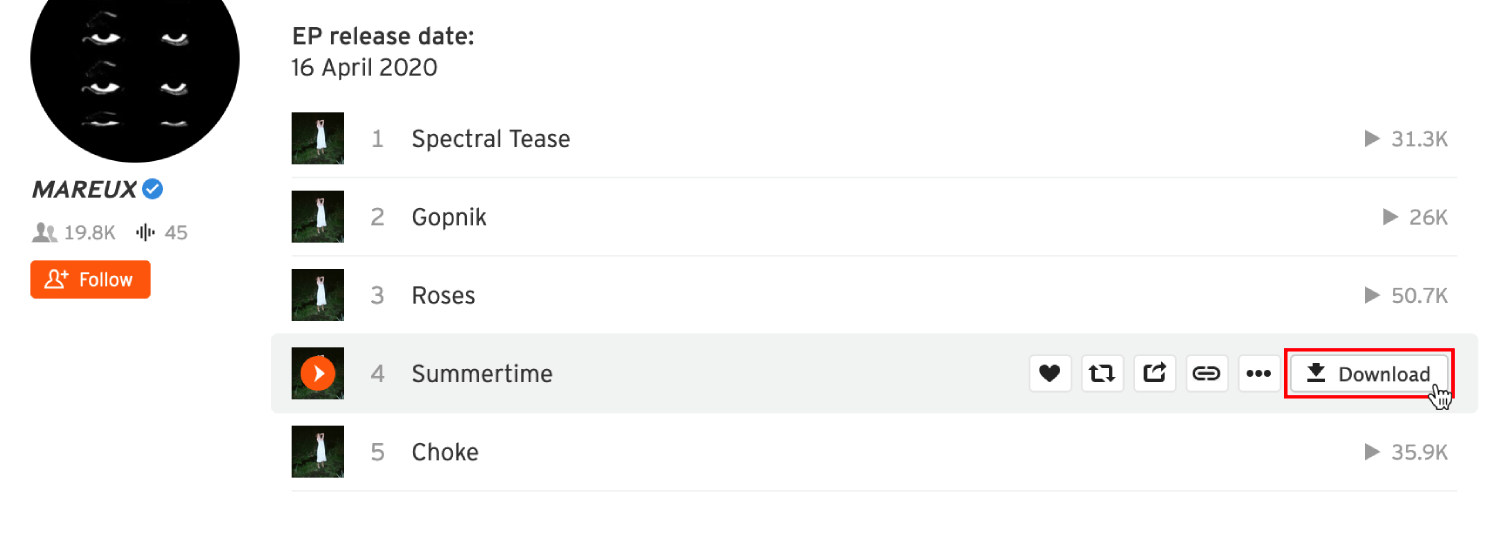 EP release date:
16 April 2020
1 Spectral Tease 31.3K
2 Gopnik 26K
MAREUX
19.8K 45
Follow
3 Roses 50.7K
4 Summertime Download
5 Choke 35.9K